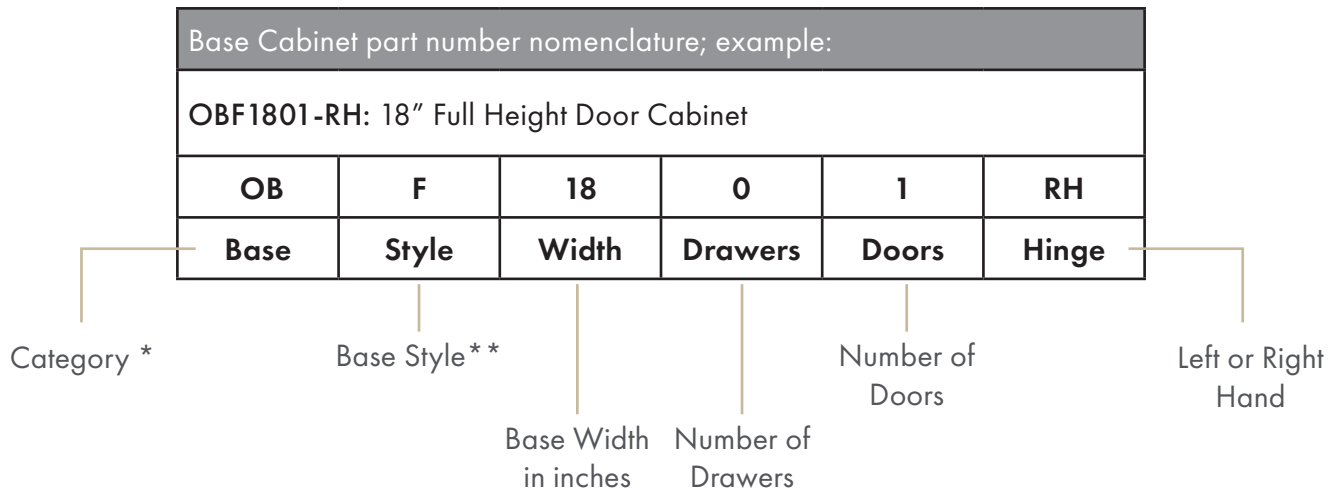 Base Cabinet part number nomenclature; example:
OBF1801-RH: 18″ Full Height Door Cabinet
OB F 18 0 1 RH
Base Style Width Drawers Doors Hinge
Category *
Base Style**
Number of
Doors
Left or Right
Hand
Base Width
in inches
Number of
Drawers